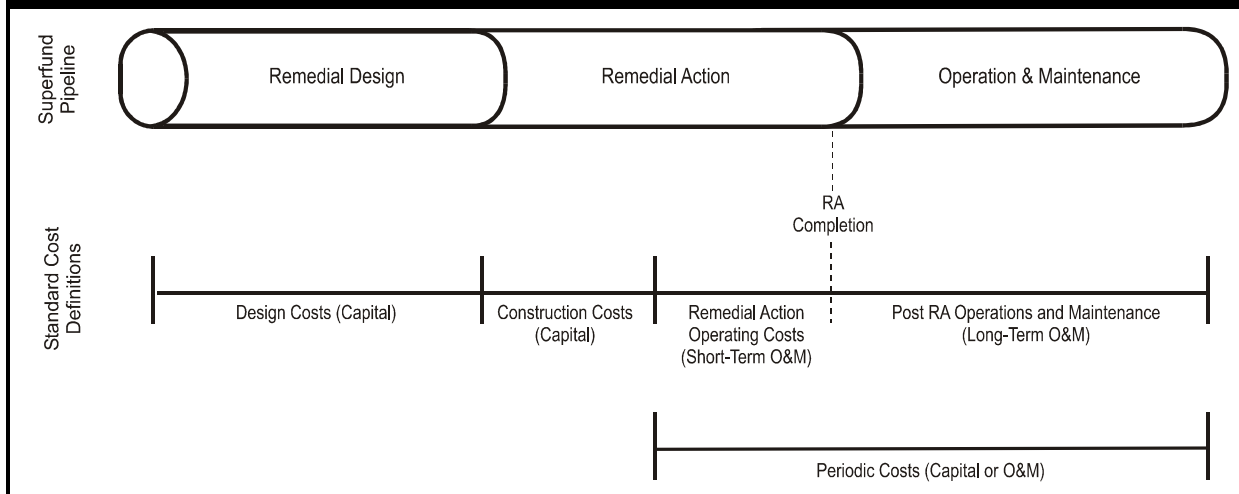 Superfund
Pipeline
Remedial Design
Remedial Action
Operation & Maintenance
RA
Completion
Standard Cost
Definitions
Design Costs (Capital)
Construction Costs
(Capital)
Remedial Action
Operating Costs
(Short-Term O&M)
Post RA Operations and Maintenance
(Long-Term O&M)
Periodic Costs (Capital or O&M)